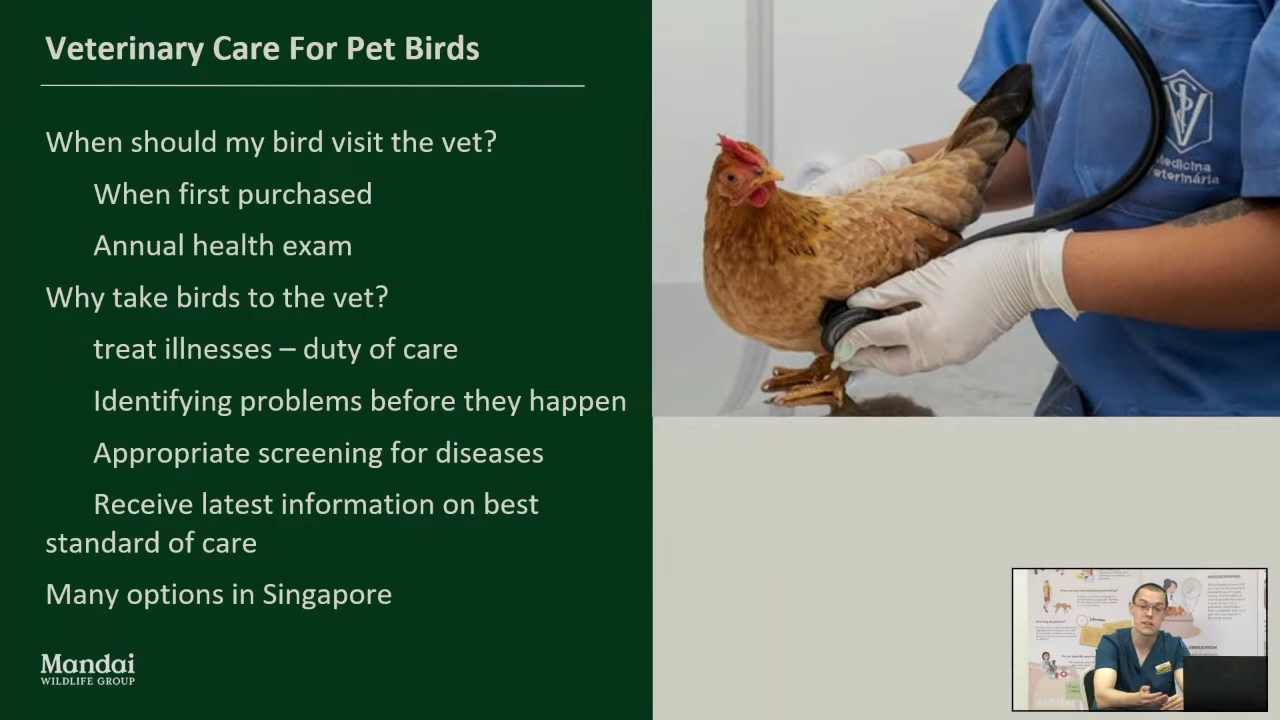 Veterinary Care For Pet Birds
When should my bird visit the vet?
When first purchased
Annual health exam
Why take birds to the vet?
treat illnesses – duty of care
Identifying problems before they happen
Appropriate screening for diseases
Receive latest information on best
standard of care
Many options in Singapore
Mandai
WILDLIFE GROUP
Medicina
Veterinária